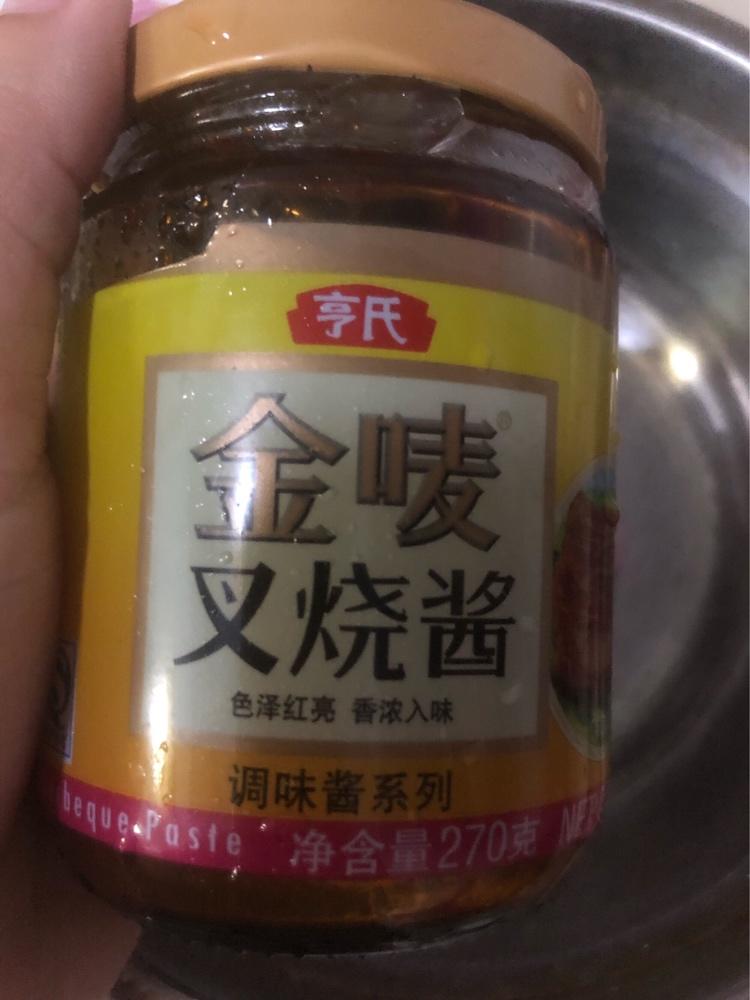 亨氏
金唛®
叉烧酱
色泽红亮 香浓入味
调味酱系列
beque Paste 净含量270克 NET